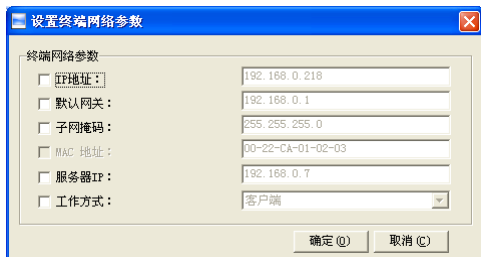 设置终端网络参数
终端网络参数
IP地址： 192.168.0.218
默认网关： 192.168.0.1
子网掩码： 255.255.255.0
MAC 地址： 00-22-CA-01-02-03
服务器IP： 192.168.0.7
工作方式： 客户端
确定(O) 取消(C)